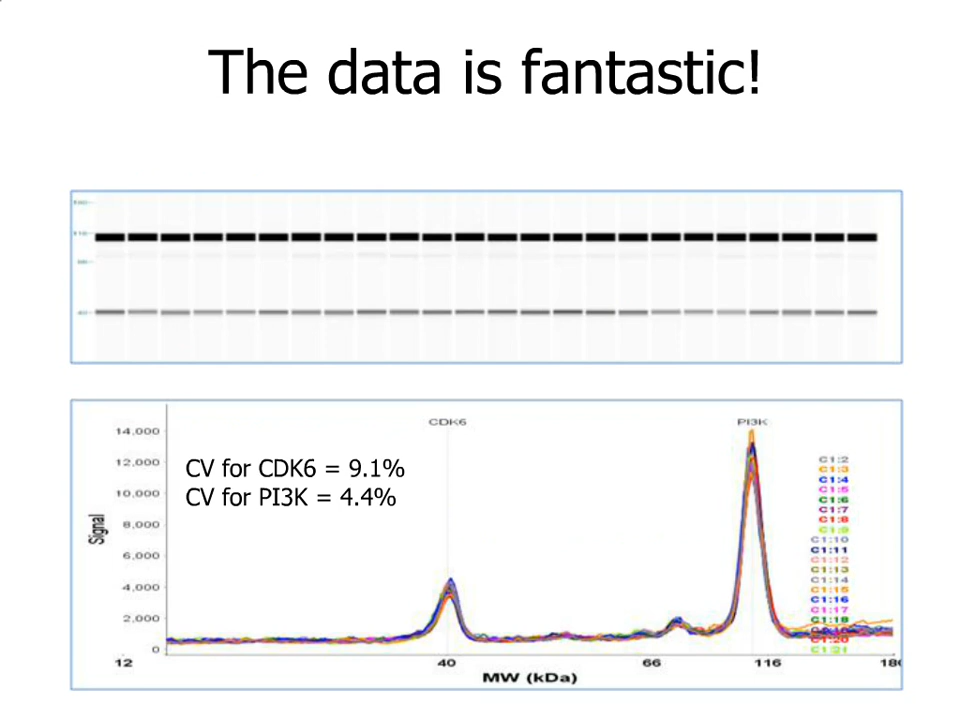 The data is fantastic!
116
40
CDK6
PI3K
14,000
12,000
10,000
8,000
6,000
4,000
2,000
0
Signal
CV for CDK6 = 9.1%
CV for PI3K = 4.4%
C1:2
C1:3
C1:4
C1:5
C1:6
C1:7
C1:8
C1:9
C1:10
C1:11
C1:12
C1:13
C1:14
C1:15
C1:16
C1:17
C1:18
C1:20
C1:21
12 40 66 116 180
MW (kDa)